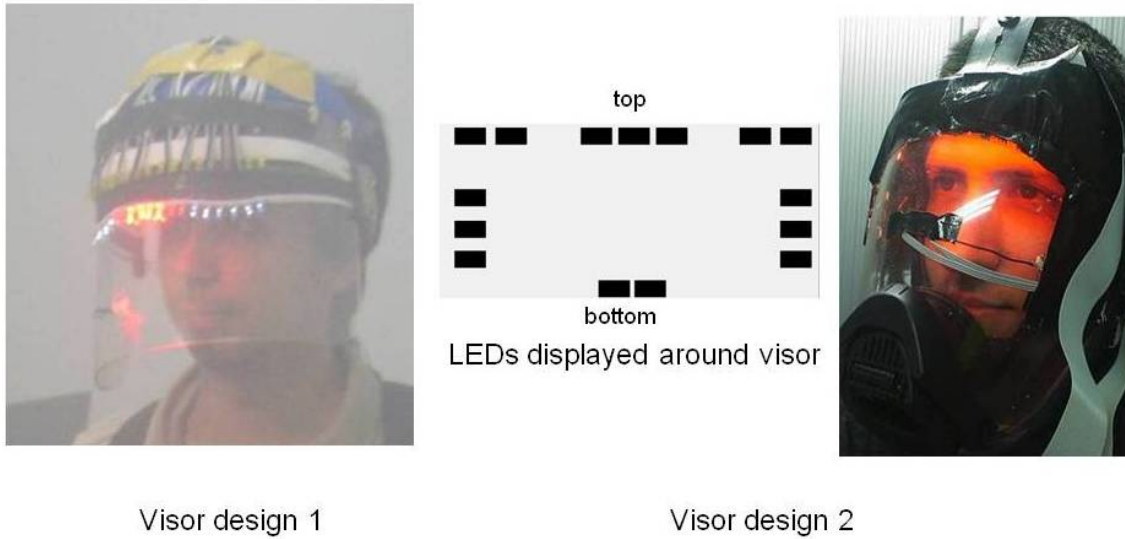 top
bottom
LEDs displayed around visor
Visor design 1
Visor design 2